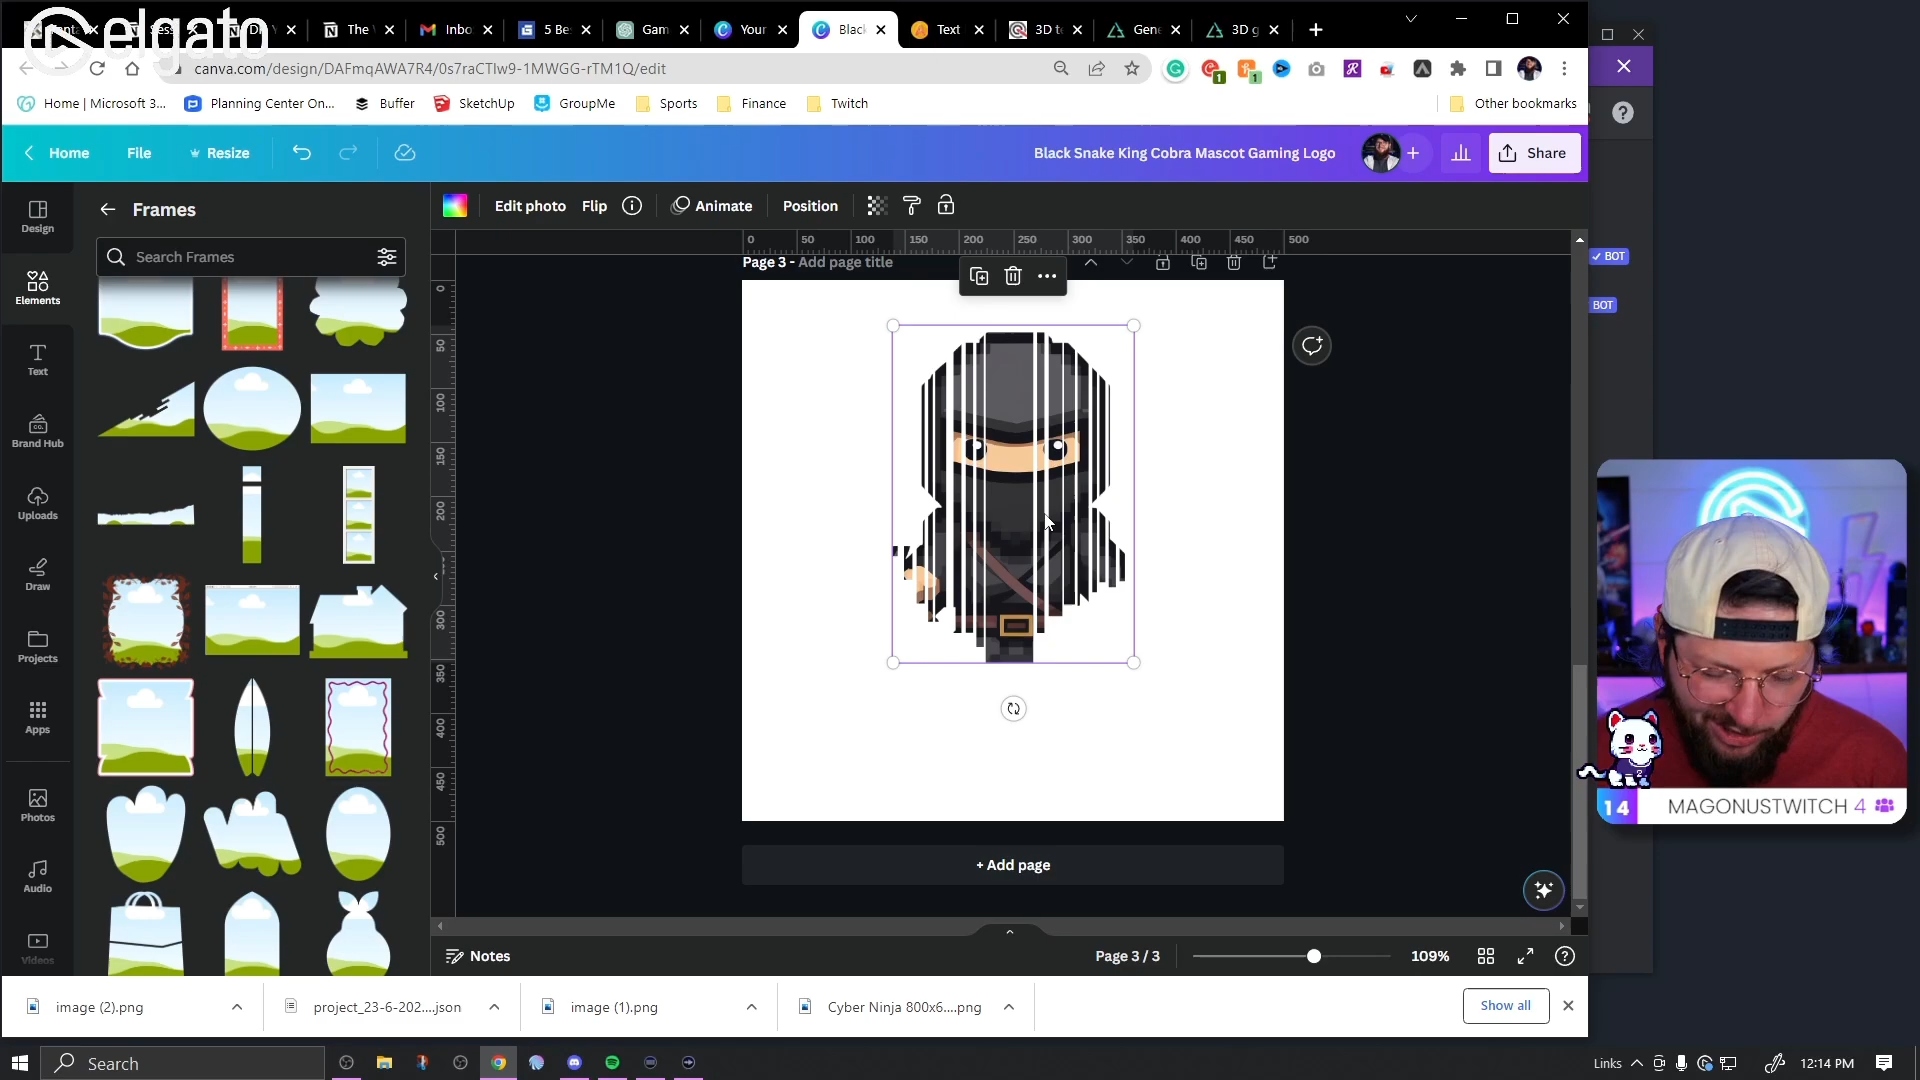 elgato
The
Inbo
5 Be
Gam
Your
Blac
Text
3D t
Gene
3D g
canva.com/design/DAFmqAWA7R4/0s7raCTIw9-1MWGG-rTM1Q/edit
1
1
Home | Microsoft 3...
Planning Center On...
Buffer
SketchUp
GroupMe
Sports
Finance
Twitch
Other bookmarks
Home
File
Resize
Black Snake King Cobra Mascot Gaming Logo
Share
Design
Elements
Text
Brand Hub
Uploads
Draw
Projects
Apps
Photos
Audio
Videos
Frames
Search Frames
Edit photo
Flip
Animate
Position
0 50 100 150 200 250 300 350 400 450 500
Page 3 - Add page title
0
50
100
150
200
300
350
400
450
500
+ Add page
Notes
Page 3 / 3
109%
BOT
BOT
14
MAGONUSTWITCH 4
image (2).png
project_23-6-202....json
image (1).png
Cyber Ninja 800x6....png
Show all
Search
Links
12:14 PM